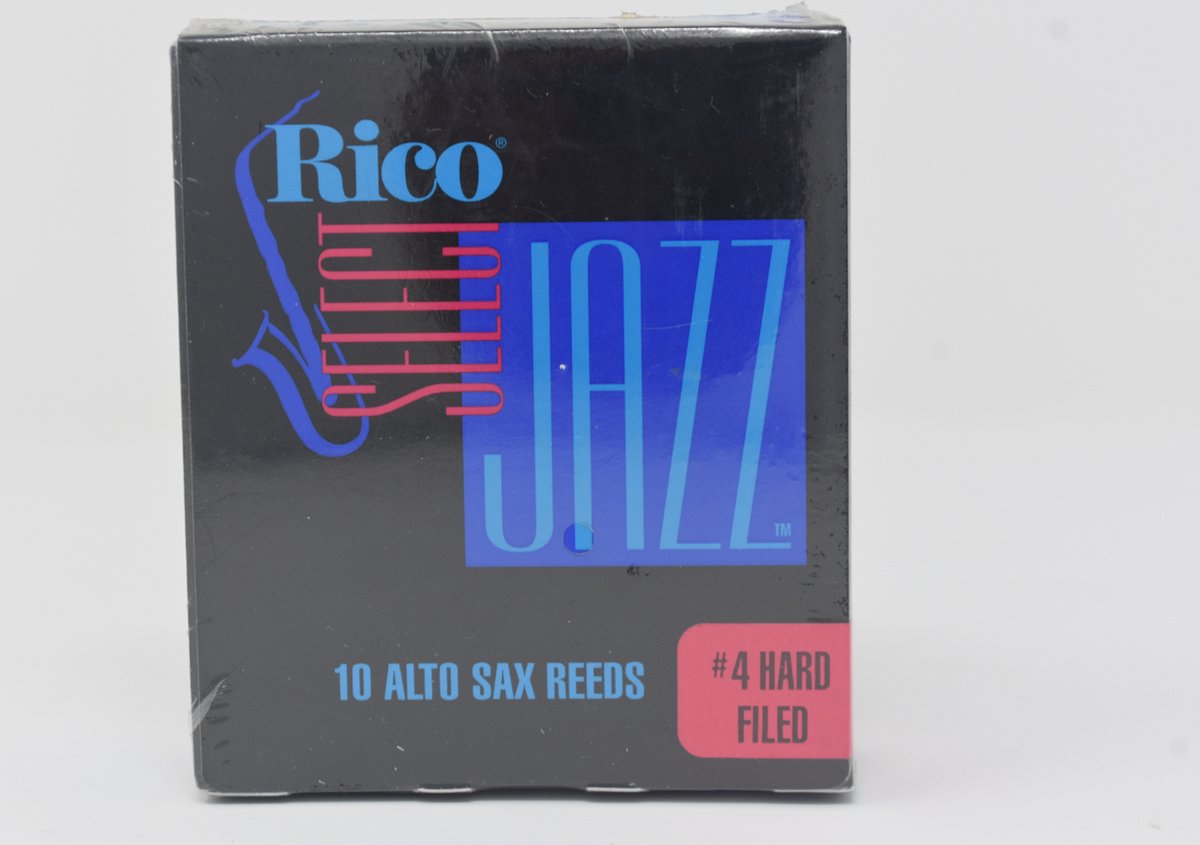 Rico®
SELECT
JAZZ™
10 ALTO SAX REEDS
#4 HARD
FILED